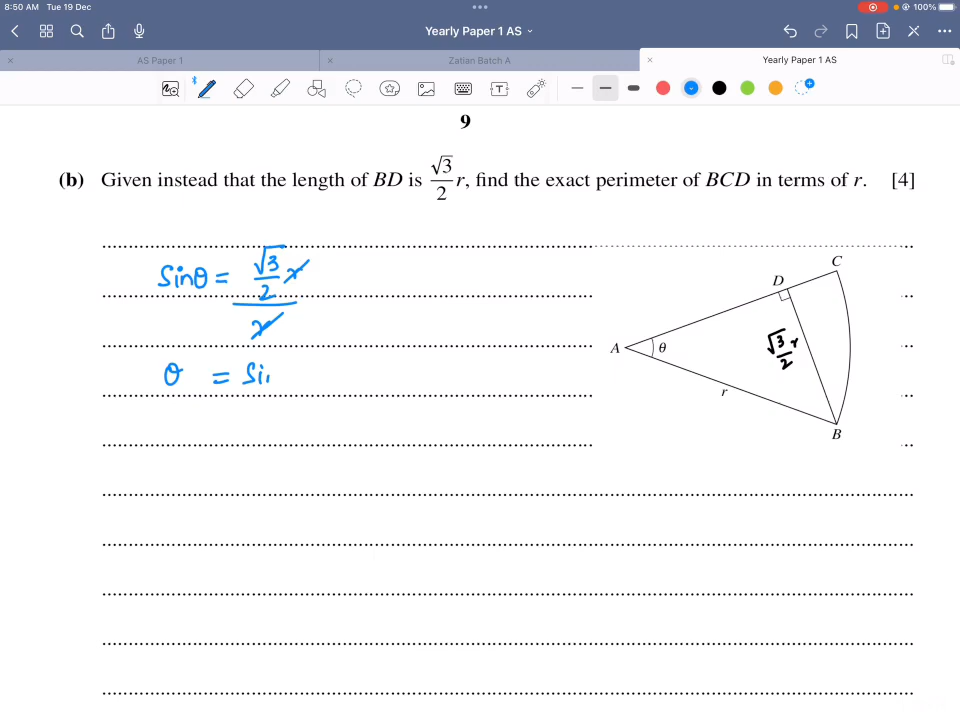 8:50 AM Tue 19 Dec
100%
Yearly Paper 1 AS
AS Paper 1
Zatian Batch A
Yearly Paper 1 AS
9
(b) Given instead that the length of BD is √3/2 r, find the exact perimeter of BCD in terms of r. [4]
Sinθ = √3/2 r / r
θ = Sin
C
D
A
θ
√3/2 r
r
B